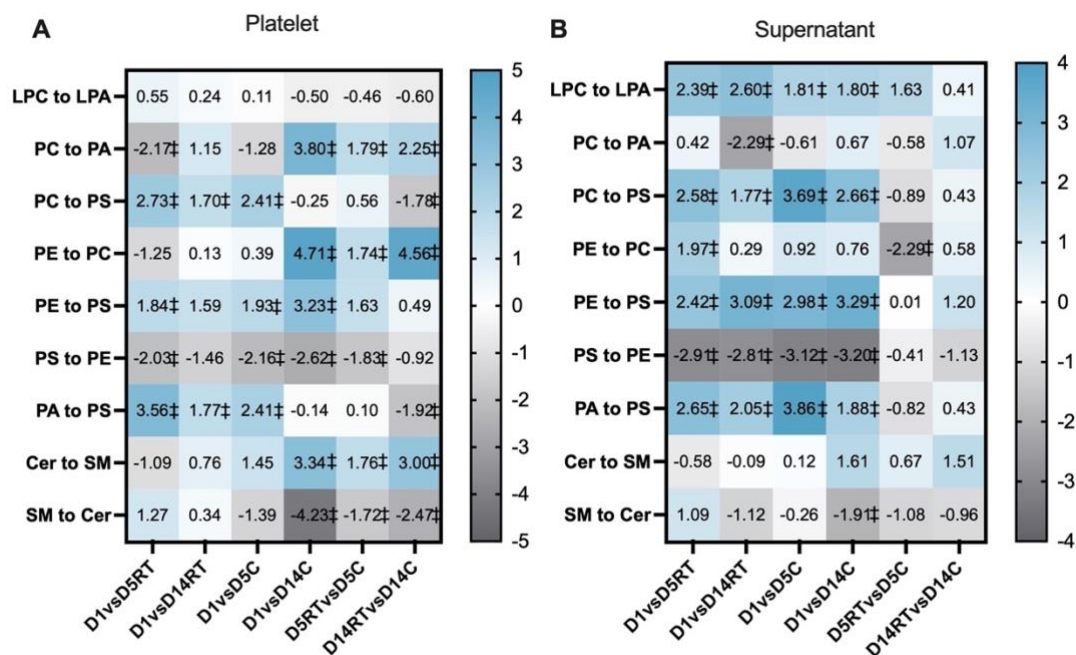 A
Platelet
LPC to LPA 0.55 0.24 0.11 -0.50 -0.46 -0.60
PC to PA -2.17‡ 1.15 -1.28 3.80‡ 1.79‡ 2.25‡
PC to PS 2.73‡ 1.70‡ 2.41‡ -0.25 0.56 -1.78‡
PE to PC -1.25 0.13 0.39 4.71‡ 1.74‡ 4.56‡
PE to PS 1.84‡ 1.59 1.93‡ 3.23‡ 1.63 0.49
PS to PE -2.03‡ -1.46 -2.16‡ -2.62‡ -1.83‡ -0.92
PA to PS 3.56‡ 1.77‡ 2.41‡ -0.14 0.10 -1.92‡
Cer to SM -1.09 0.76 1.45 3.34‡ 1.76‡ 3.00‡
SM to Cer 1.27 0.34 -1.39 -4.23‡ -1.72‡ -2.47‡
D1vsD5RT D1vsD14RT D1vsD5C D1vsD14C D5RTvsD5C D14RTvsD14C
5
4
3
2
1
0
-1
-2
-3
-4
-5
B
Supernatant
LPC to LPA 2.39‡ 2.60‡ 1.81‡ 1.80‡ 1.63 0.41
PC to PA 0.42 -2.29‡ -0.61 0.67 -0.58 1.07
PC to PS 2.58‡ 1.77‡ 3.69‡ 2.66‡ -0.89 0.43
PE to PC 1.97‡ 0.29 0.92 0.76 -2.29‡ 0.58
PE to PS 2.42‡ 3.09‡ 2.98‡ 3.29‡ 0.01 1.20
PS to PE -2.91‡ -2.81‡ -3.12‡ -3.20‡ -0.41 -1.13
PA to PS 2.65‡ 2.05‡ 3.86‡ 1.88‡ -0.82 0.43
Cer to SM -0.58 -0.09 0.12 1.61 0.67 1.51
SM to Cer 1.09 -1.12 -0.26 -1.91‡ -1.08 -0.96
D1vsD5RT D1vsD14RT D1vsD5C D1vsD14C D5RTvsD5C D14RTvsD14C
4
3
2
1
0
-1
-2
-3
-4